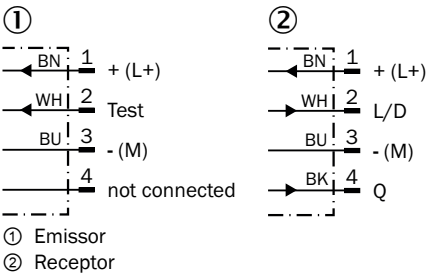 ① ②
BN 1 + (L+)
WH 2 Test
BU 3 - (M)
4 not connected
BN 1 + (L+)
WH 2 L/D
BU 3 - (M)
BK 4 Q
① Emissor
② Receptor